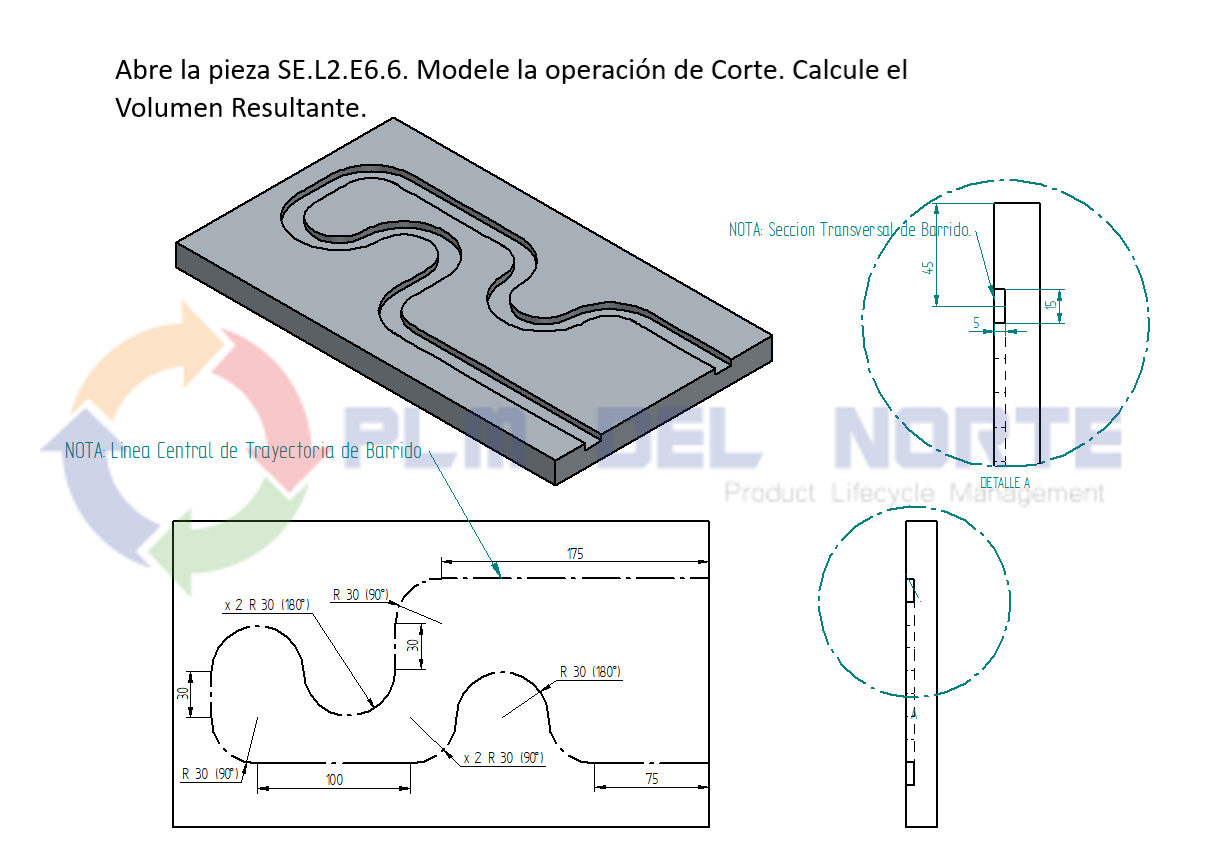 Abre la pieza SE.L2.E6.6. Modele la operación de Corte. Calcule el
Volumen Resultante.
NOTA: Seccion Transversal de Barrido.
45
15
5
DETALLE A
NOTA: Linea Central de Trayectoria de Barrido
PLM DEL NORTE
Product Lifecycle Management
175
R 30 (90°)
x 2 R 30 (180°)
30
R 30 (180°)
30
A
x 2 R 30 (90°)
R 30 (90°)
100
75